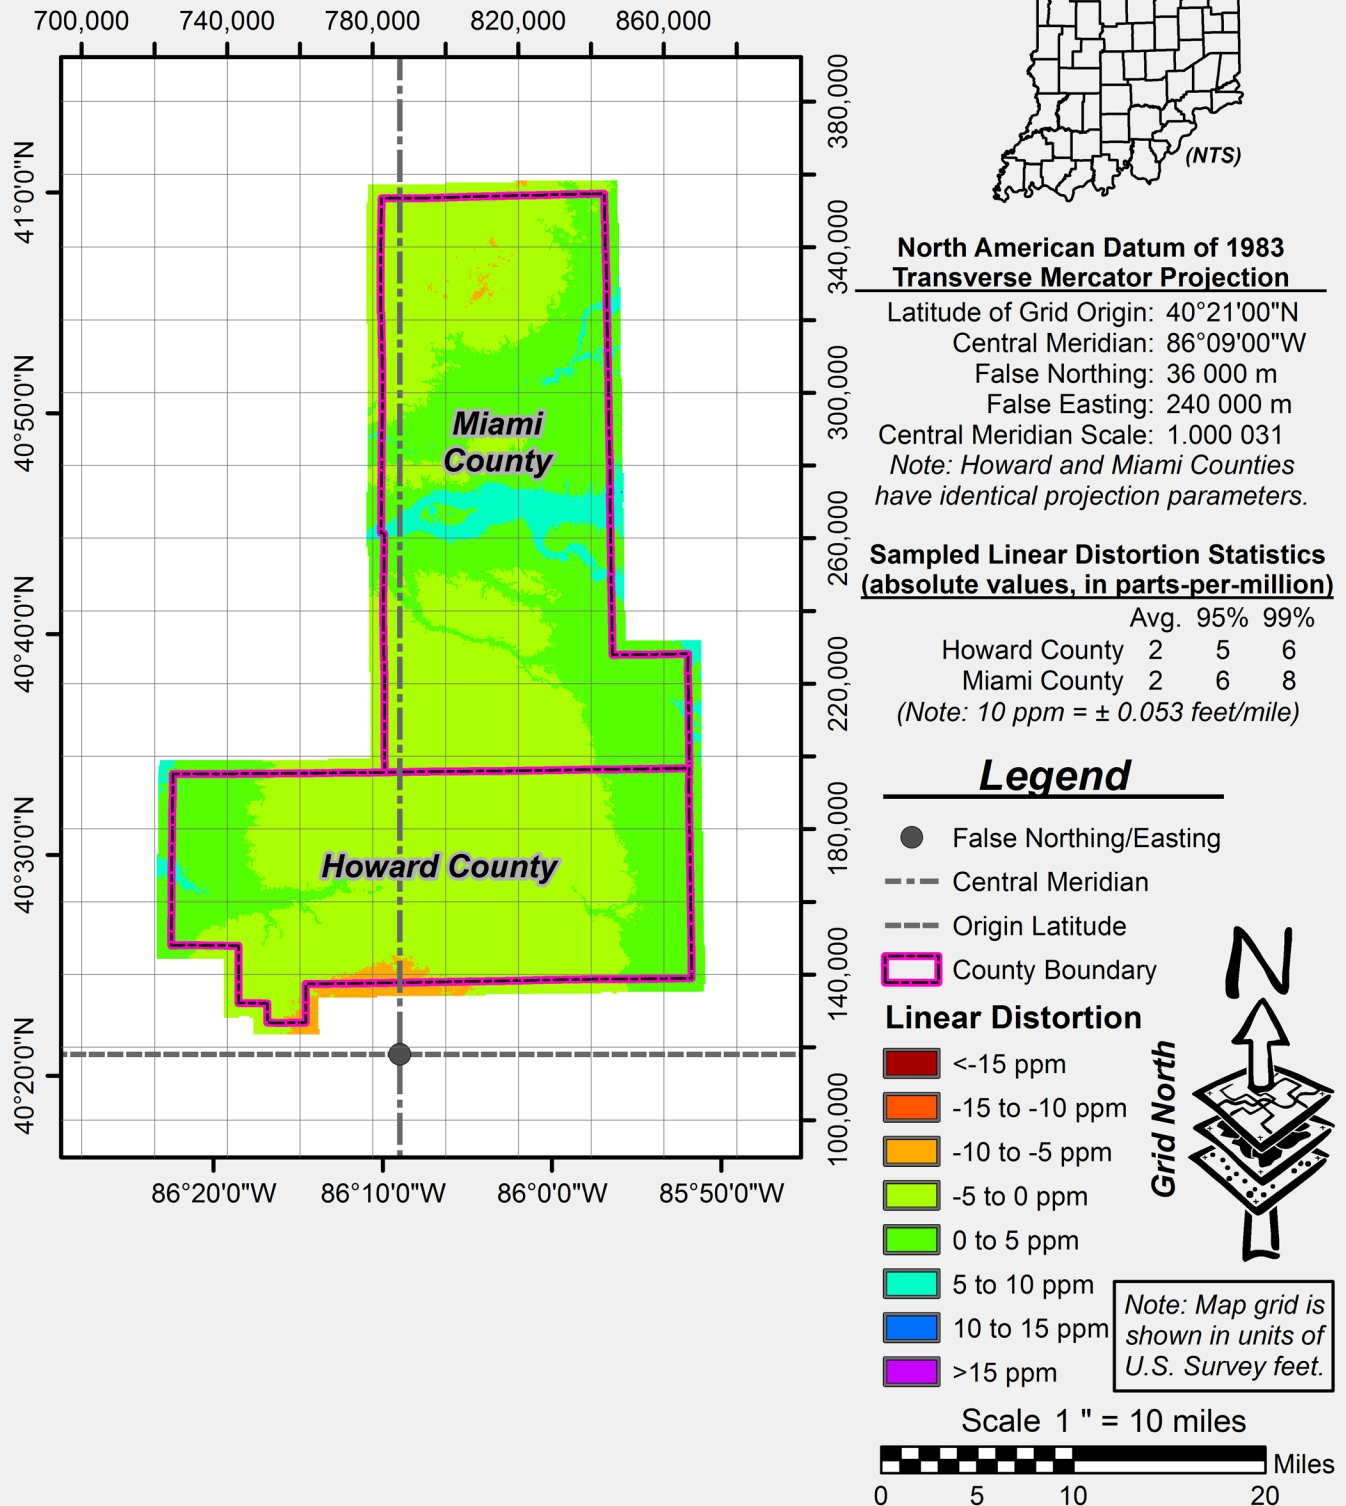 700,000 740,000 780,000 820,000 860,000
380,000
340,000
300,000
260,000
220,000
180,000
140,000
100,000
41°0'0"N
40°50'0"N
40°40'0"N
40°30'0"N
40°20'0"N
86°20'0"W 86°10'0"W 86°0'0"W 85°50'0"W
Miami
County
Howard County
(NTS)
North American Datum of 1983
Transverse Mercator Projection
Latitude of Grid Origin: 40°21'00"N
Central Meridian: 86°09'00"W
False Northing: 36 000 m
False Easting: 240 000 m
Central Meridian Scale: 1.000 031
Note: Howard and Miami Counties
have identical projection parameters.
Sampled Linear Distortion Statistics
(absolute values, in parts-per-million)
Avg. 95% 99%
Howard County 2 5 6
Miami County 2 6 8
(Note: 10 ppm = ± 0.053 feet/mile)
Legend
False Northing/Easting
Central Meridian
Origin Latitude
County Boundary
Linear Distortion
<-15 ppm
-15 to -10 ppm
-10 to -5 ppm
-5 to 0 ppm
0 to 5 ppm
5 to 10 ppm
10 to 15 ppm
>15 ppm
N
Grid North
Note: Map grid is
shown in units of
U.S. Survey feet.
Scale 1 " = 10 miles
Miles
0 5 10 20